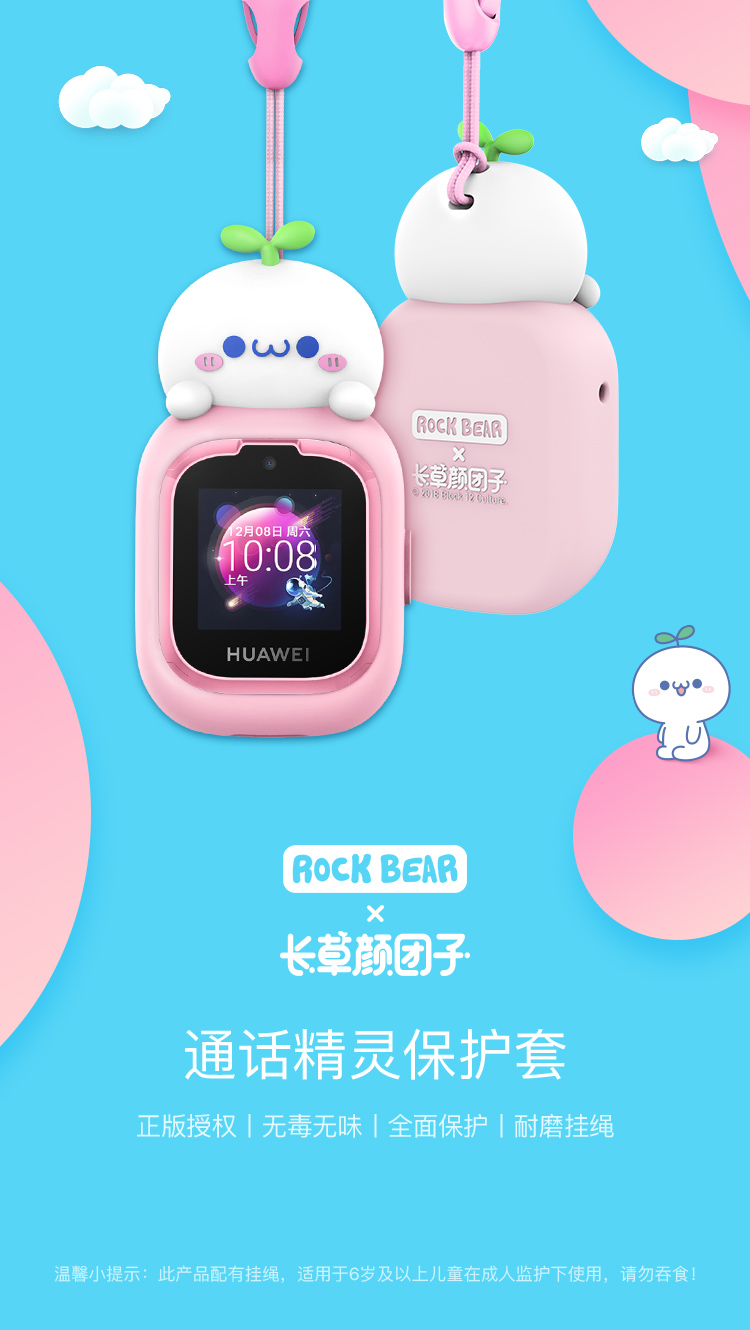 ROCK BEAR
×
长草颜团子
© 2018 Block 12 Culture.
12月08日 周六
10:08
上午
HUAWEI
ROCK BEAR
×
长草颜团子
通话精灵保护套
正版授权丨无毒无味丨全面保护丨耐磨挂绳
温馨小提示：此产品配有挂绳，适用于6岁及以上儿童在成人监护下使用，请勿吞食！